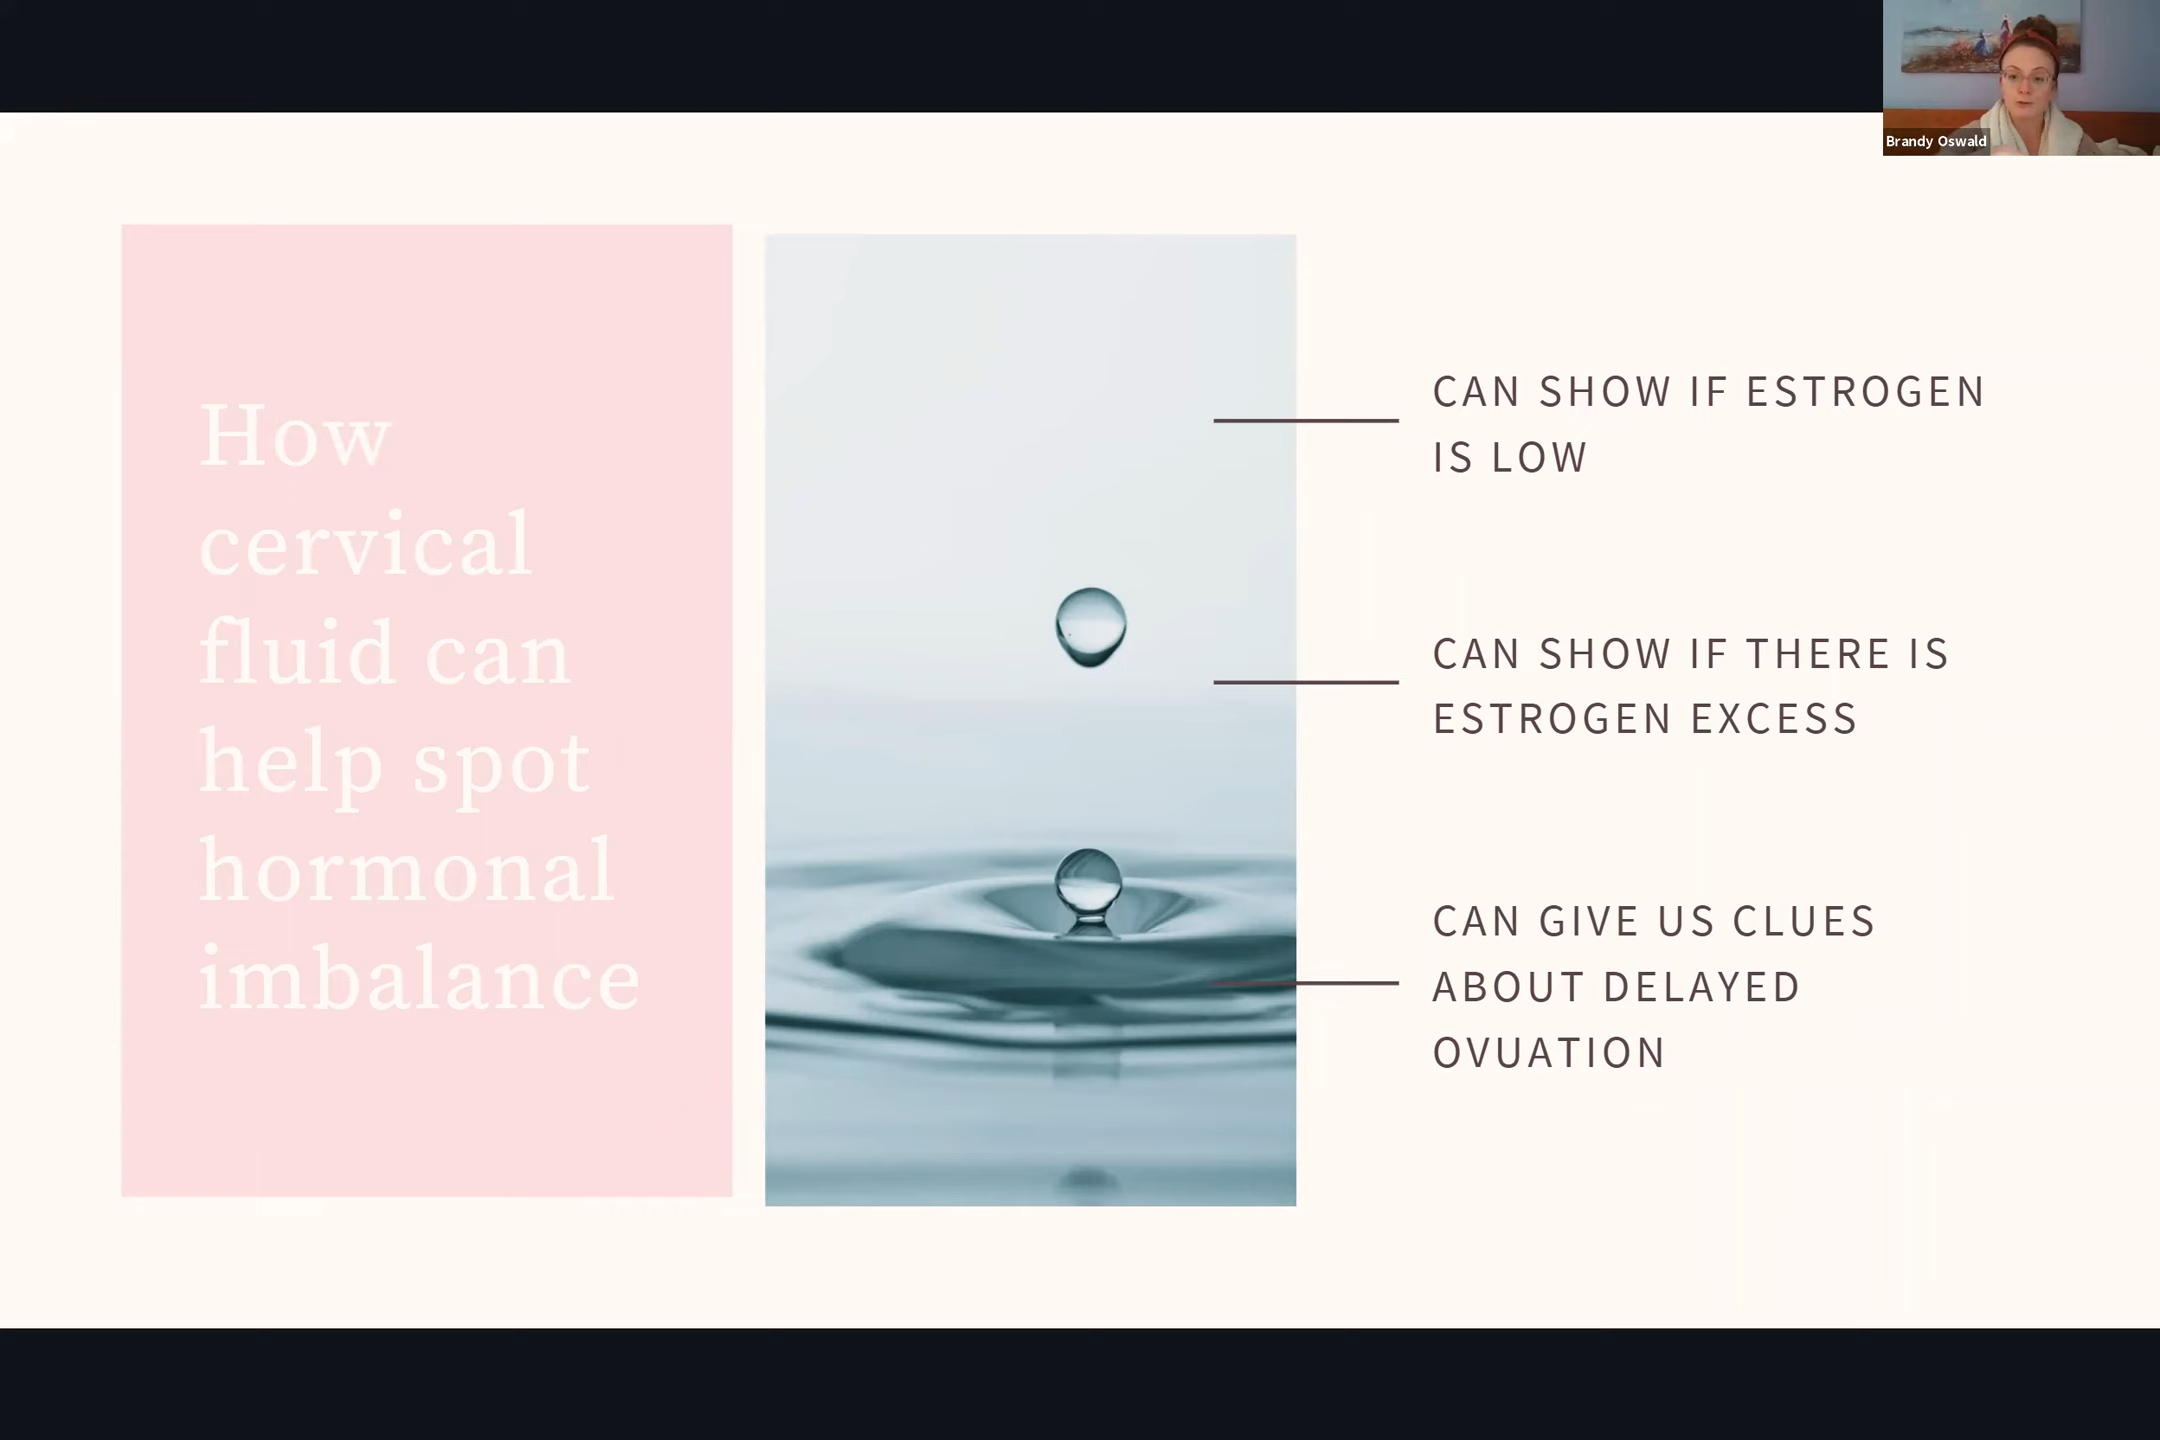 Brandy Oswald
How
cervical
fluid can
help spot
hormonal
imbalance
CAN SHOW IF ESTROGEN
IS LOW
CAN SHOW IF THERE IS
ESTROGEN EXCESS
CAN GIVE US CLUES
ABOUT DELAYED
OVUATION